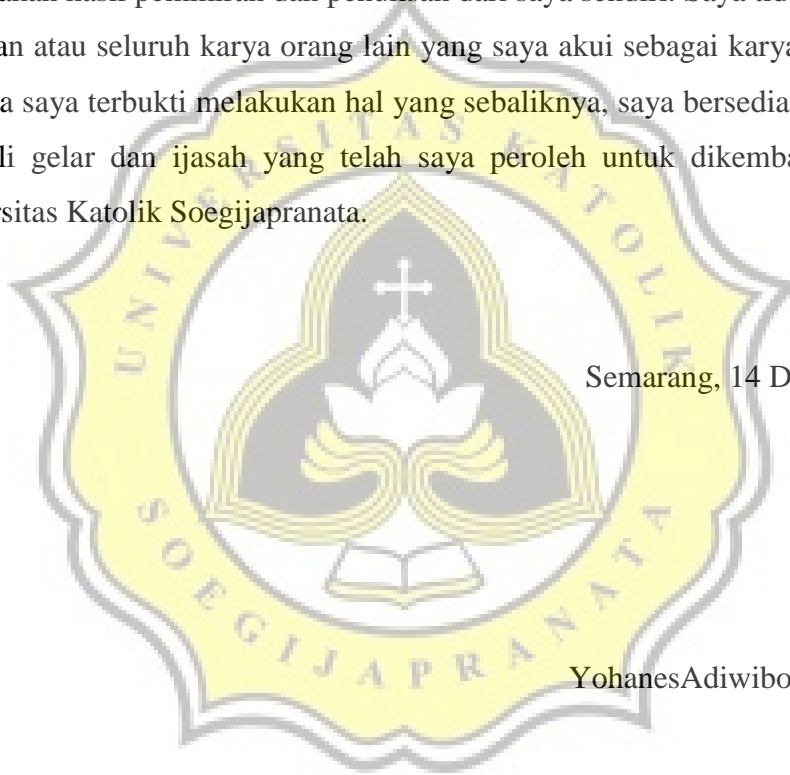 an atau seluruh karya orang lain yang saya akui sebagai karya
a saya terbukti melakukan hal yang sebaliknya, saya bersedia
li gelar dan ijasah yang telah saya peroleh untuk dikemba
rsitas Katolik Soegijapranata.
UNIVERSITAS KATOLIK
Semarang, 14 D
SOEGIJAPRANATA
YohanesAdiwibo